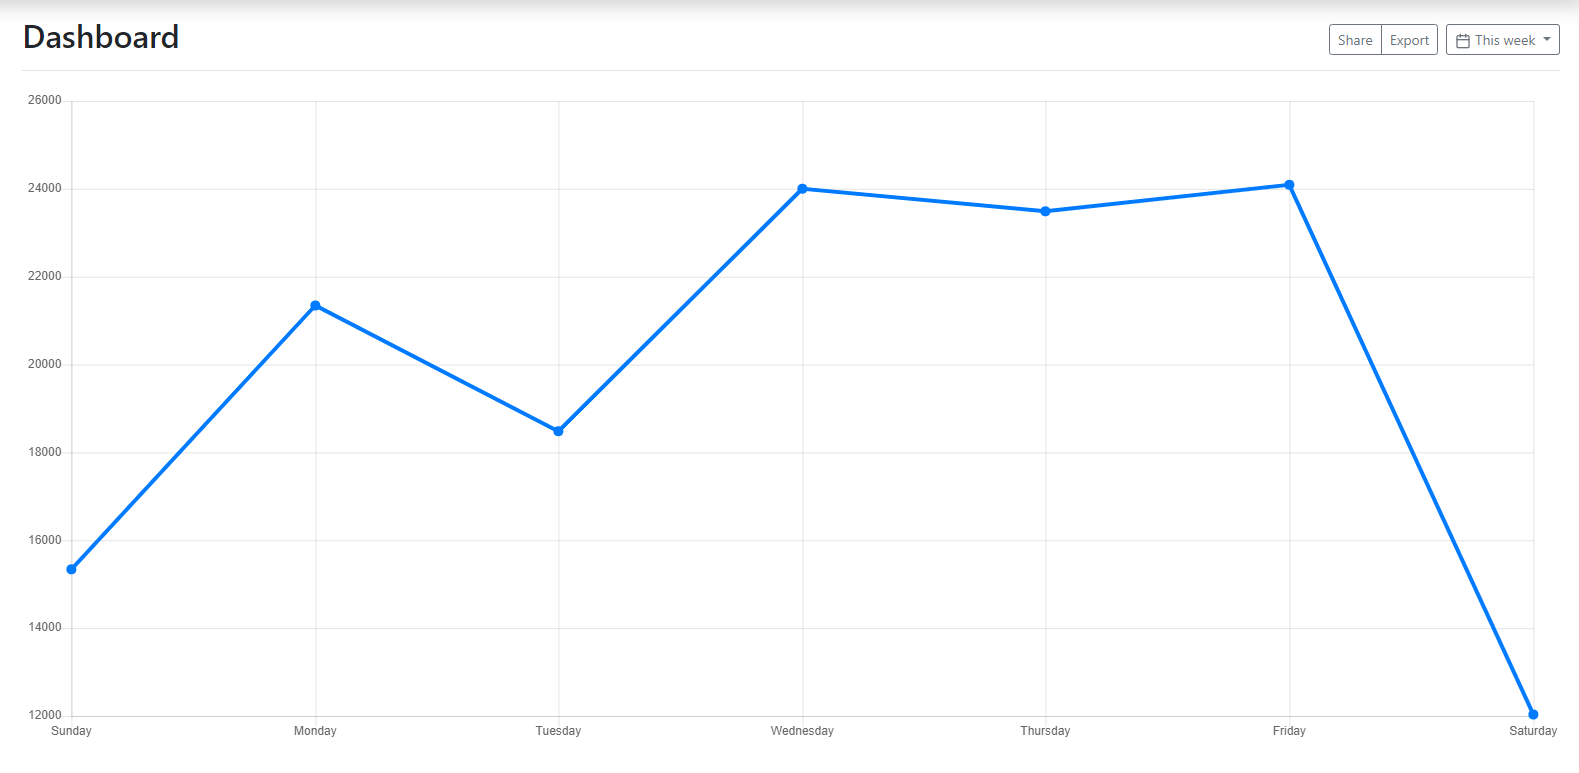 Dashboard
Share Export This week
26000
24000
22000
20000
18000
16000
14000
12000
Sunday Monday Tuesday Wednesday Thursday Friday Saturday